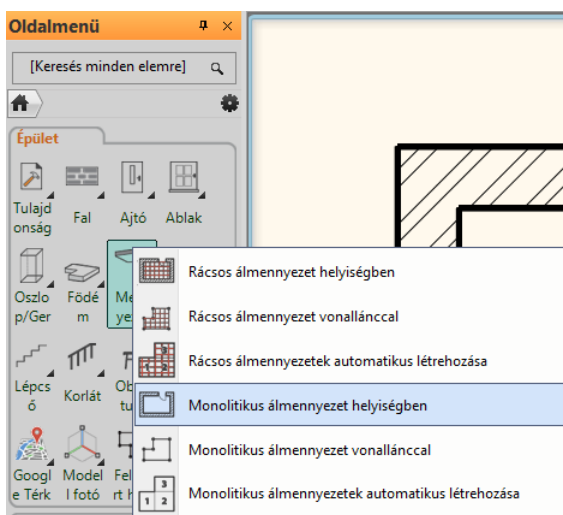 Oldalmenü
[Keresés minden elemre]
Épület
Tulajd
onság
Fal
Ajtó
Ablak
Oszlo
p/Ger
Födé
m
Me
ye
Rácsos álmennyezet helyiségben
Rácsos álmennyezet vonallánccal
Rácsos álmennyezetek automatikus létrehozása
Lépcs
ő
Korlát
Ob
tu
Monolitikus álmennyezet helyiségben
Monolitikus álmennyezet vonallánccal
Googl
e Térk
Model
l fotó
Fel
rt h
Monolitikus álmennyezetek automatikus létrehozása